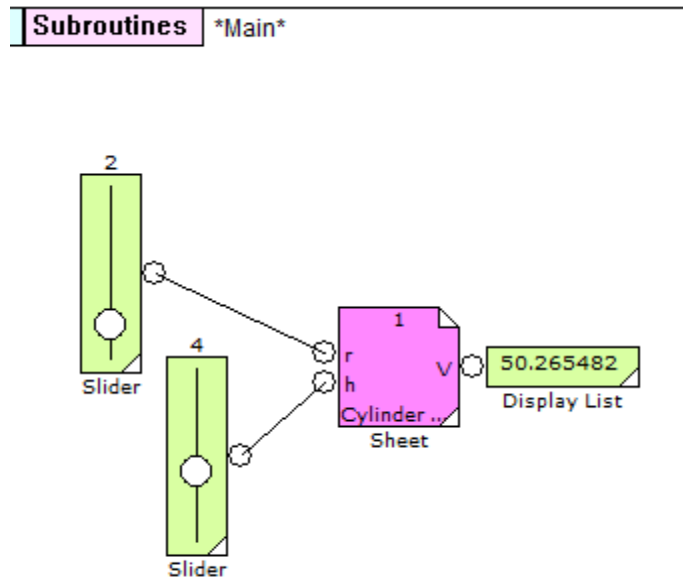 Subroutines *Main*
2
Slider
4
Slider
1
r
h
V
Cylinder ...
Sheet
50.265482
Display List